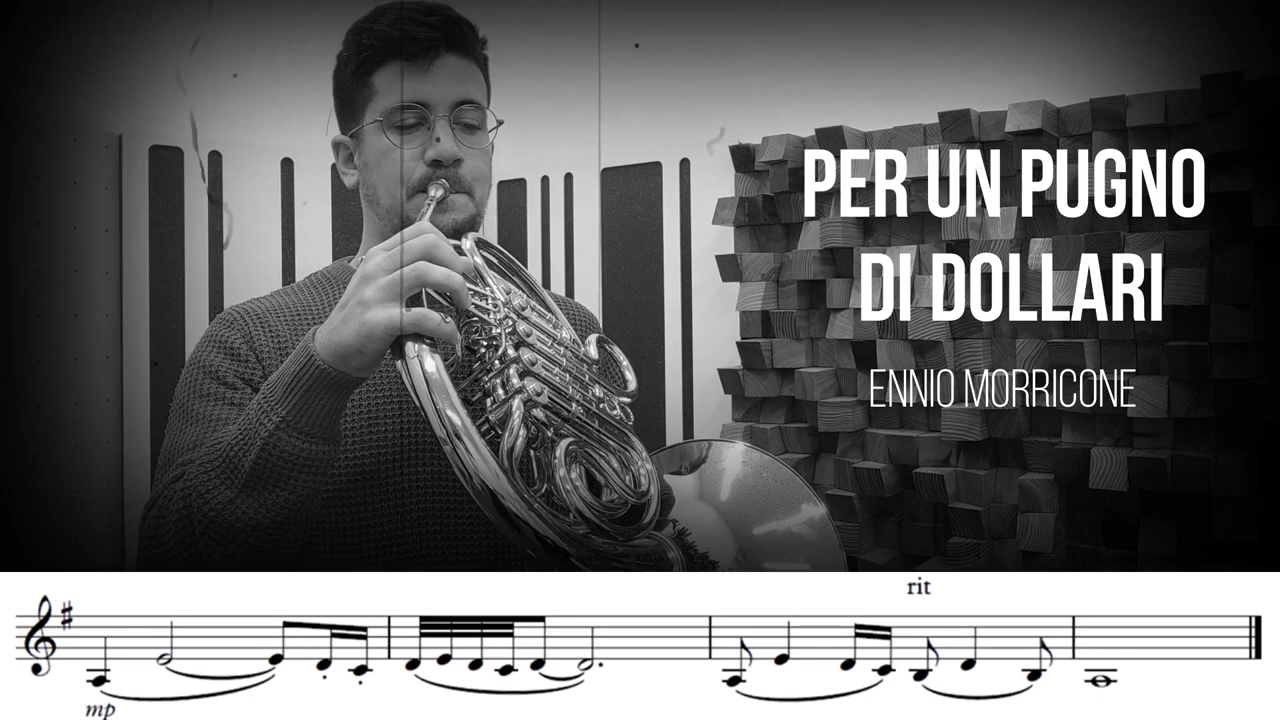 PER UN PUGNO
DI DOLLARI
ENNIO MORRICONE
rit
mp